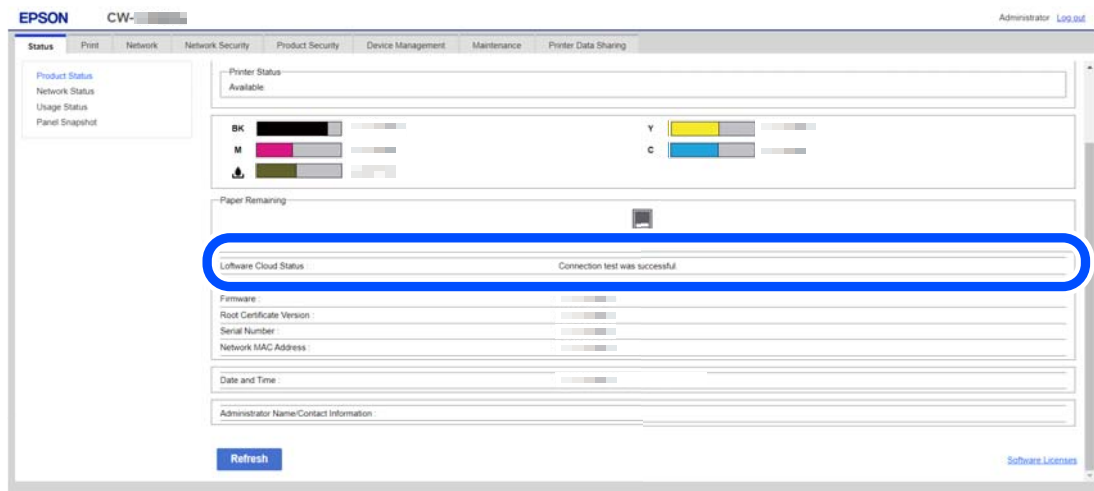 EPSON CW-
Administrator Log out
Status Print Network Network Security Product Security Device Management Maintenance Printer Data Sharing
Product Status
Network Status
Usage Status
Panel Snapshot
Printer Status
Available
BK Y
M C
Paper Remaining
Loftware Cloud Status : Connection test was successful.
Firmware :
Root Certificate Version :
Serial Number :
Network MAC Address :
Date and Time :
Administrator Name/Contact Information :
Refresh
Software Licenses